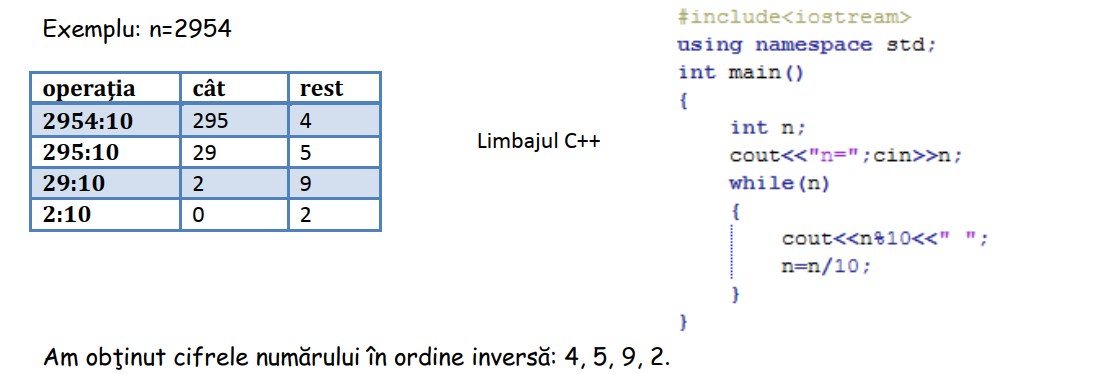 Exemplu: n=2954
operaţia cât rest
2954:10 295 4
295:10 29 5
29:10 2 9
2:10 0 2
Limbajul C++
#include<iostream>
using namespace std;
int main()
{
int n;
cout<<"n=";cin>>n;
while(n)
{
cout<<n%10<<" ";
n=n/10;
}
}
Am obţinut cifrele numărului în ordine inversă: 4, 5, 9, 2.